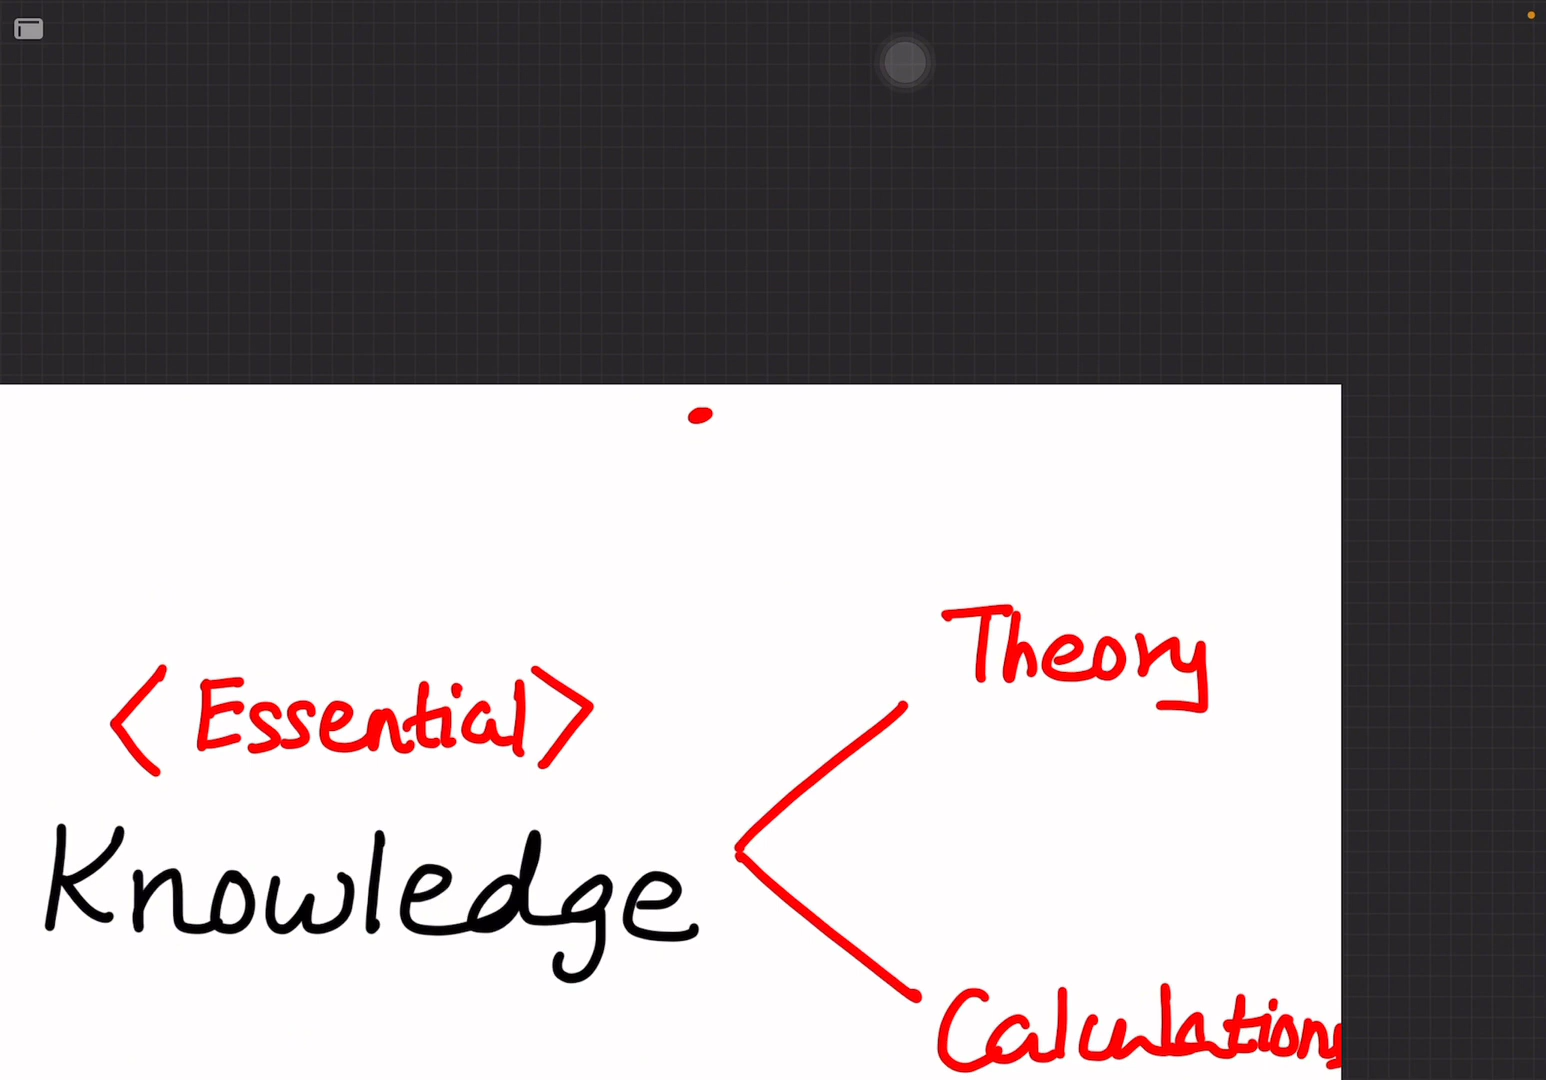 Theory
< Essential >
Knowledge
Calculations